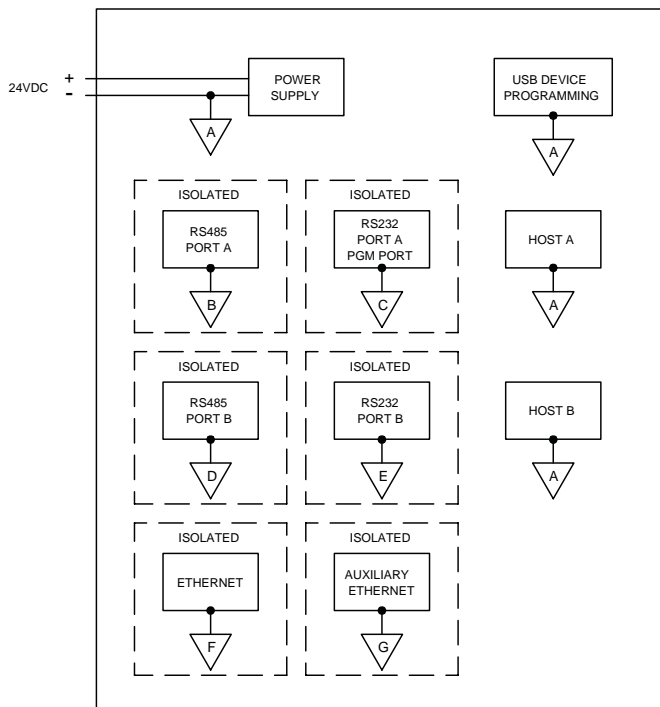 24VDC
+
-
POWER
SUPPLY
USB DEVICE
PROGRAMMING
A
A
ISOLATED
RS485
PORT A
B
ISOLATED
RS232
PORT A
PGM PORT
C
HOST A
A
ISOLATED
RS485
PORT B
D
ISOLATED
RS232
PORT B
E
HOST B
A
ISOLATED
ETHERNET
F
ISOLATED
AUXILIARY
ETHERNET
G